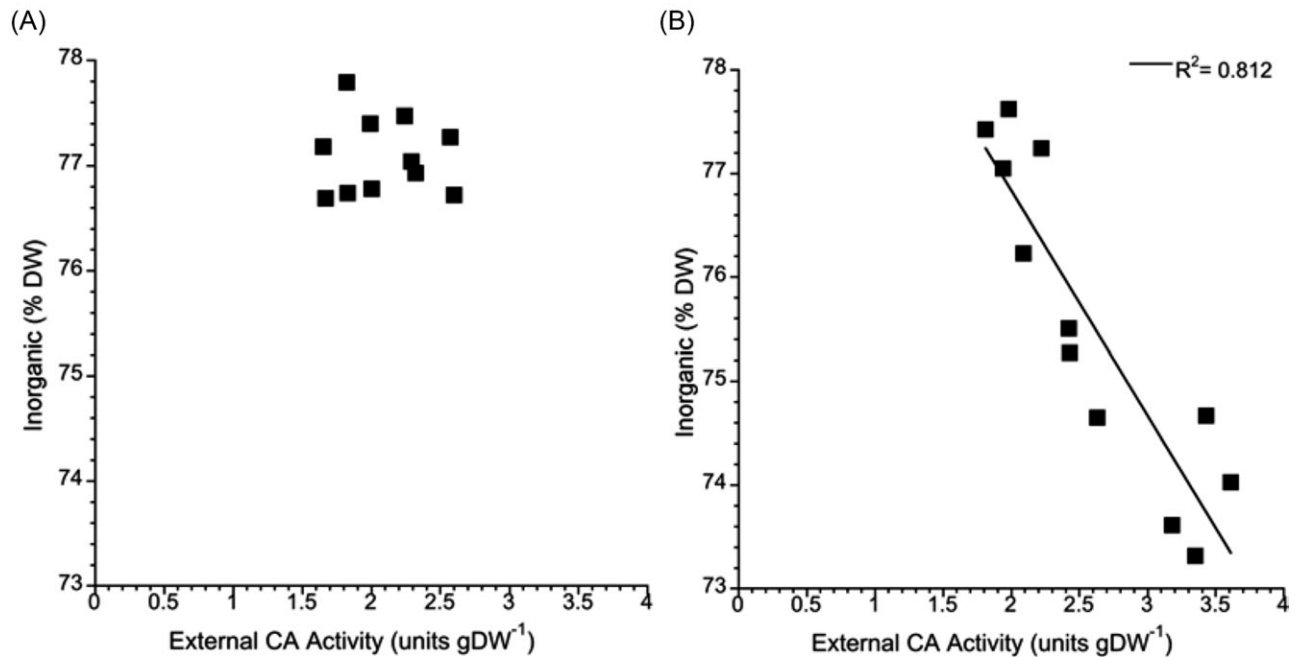 (A)
78
77
76
75
74
73
Inorganic (% DW)
0 0.5 1 1.5 2 2.5 3 3.5 4
External CA Activity (units gDW⁻¹)
(B)
R²= 0.812
78
77
76
75
74
73
Inorganic (% DW)
0 0.5 1 1.5 2 2.5 3 3.5 4
External CA Activity (units gDW⁻¹)